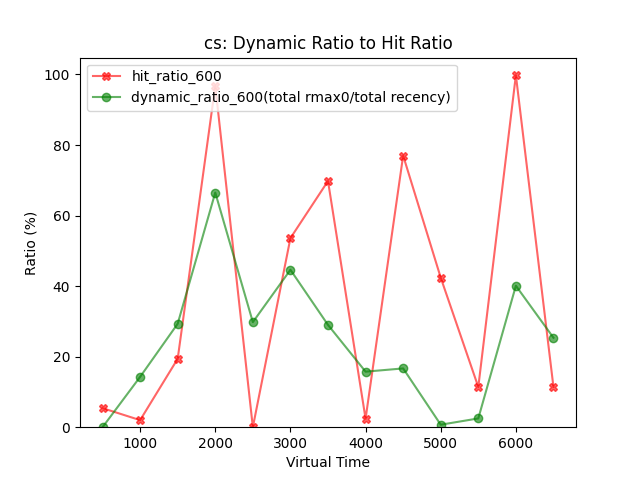 cs: Dynamic Ratio to Hit Ratio
hit_ratio_600
dynamic_ratio_600(total rmax0/total recency)
Ratio (%)
100
80
60
40
20
0
1000 2000 3000 4000 5000 6000
Virtual Time